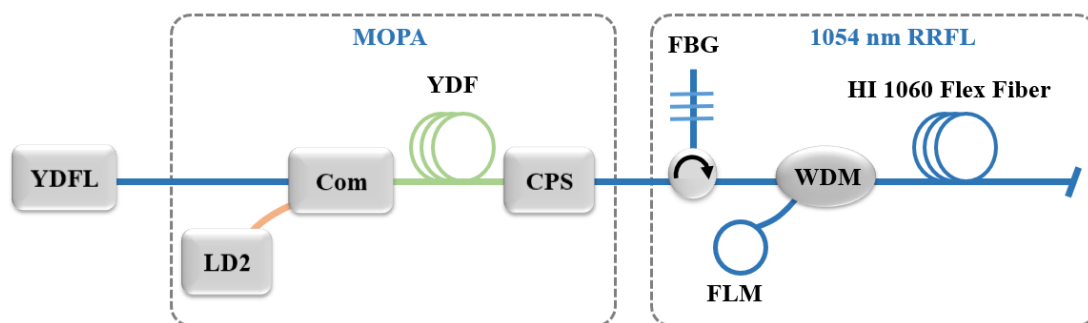 MOPA
1054 nm RRFL
FBG
YDF
HI 1060 Flex Fiber
YDFL
Com
CPS
WDM
LD2
FLM